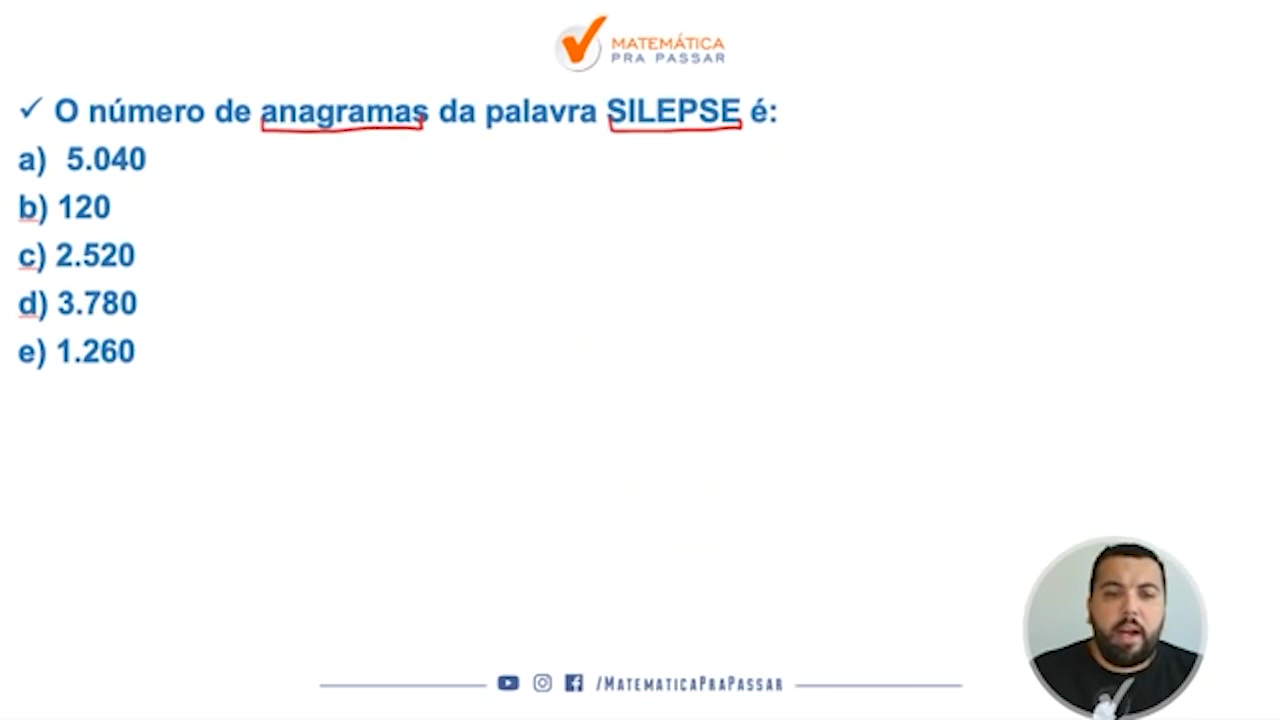 MATEMÁTICA
PRA PASSAR
✓ O número de anagramas da palavra SILEPSE é:
a) 5.040
b) 120
c) 2.520
d) 3.780
e) 1.260
/MATEMATICAPRAPASSAR